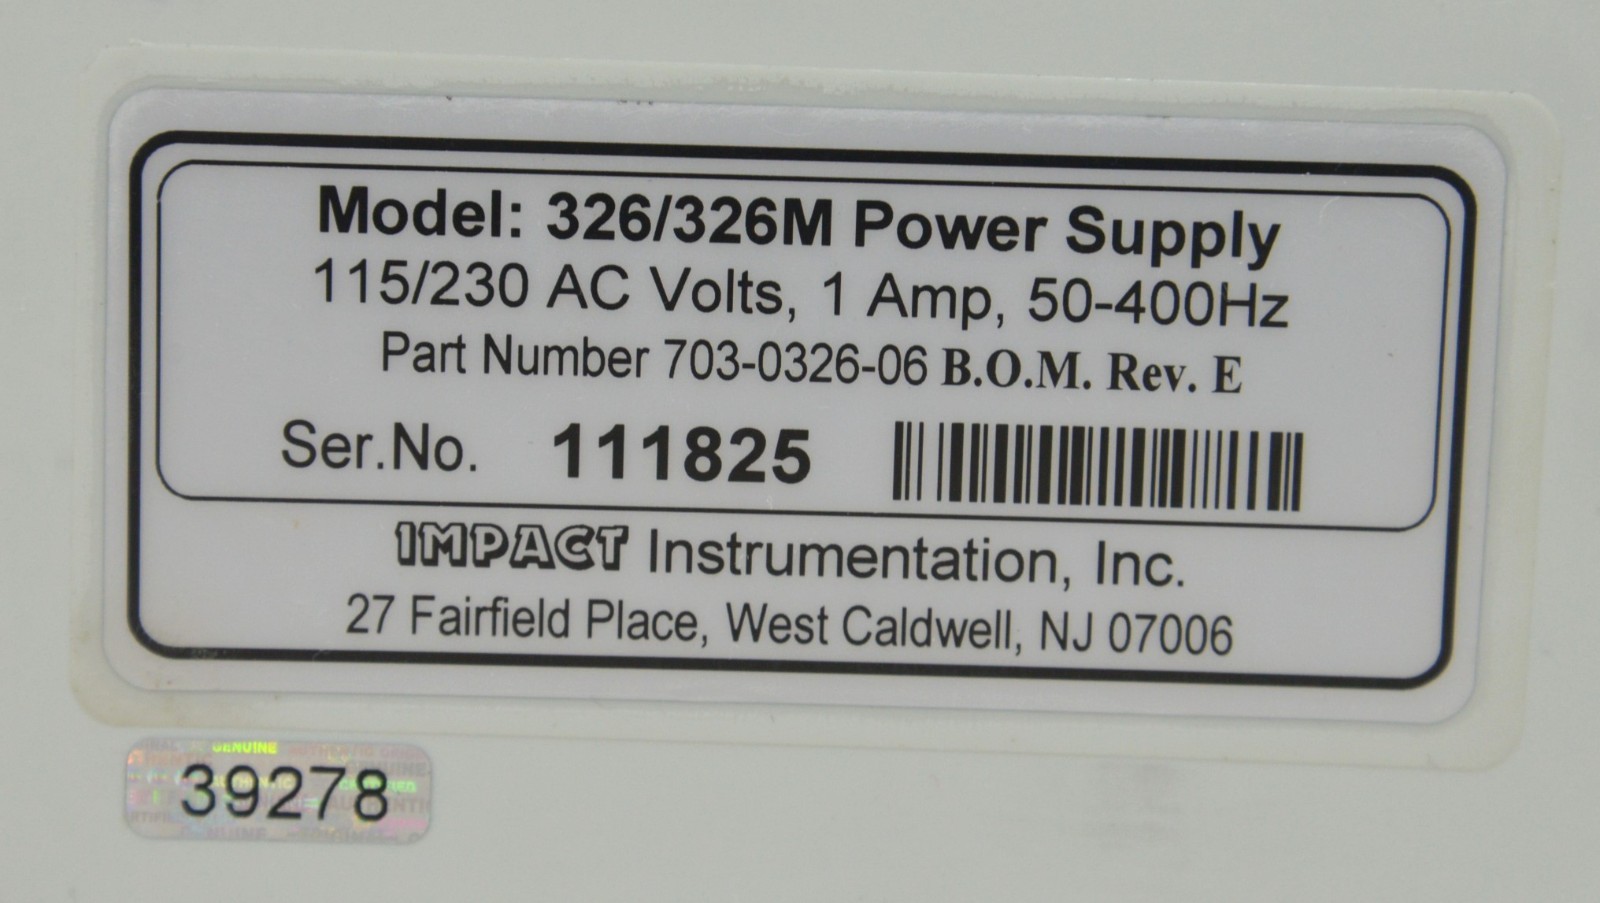 Model: 326/326M Power Supply
115/230 AC Volts, 1 Amp, 50-400Hz
Part Number 703-0326-06 B.O.M. Rev. E
Ser.No. 111825
IMPACT Instrumentation, Inc.
27 Fairfield Place, West Caldwell, NJ 07006
GENUINE
39278